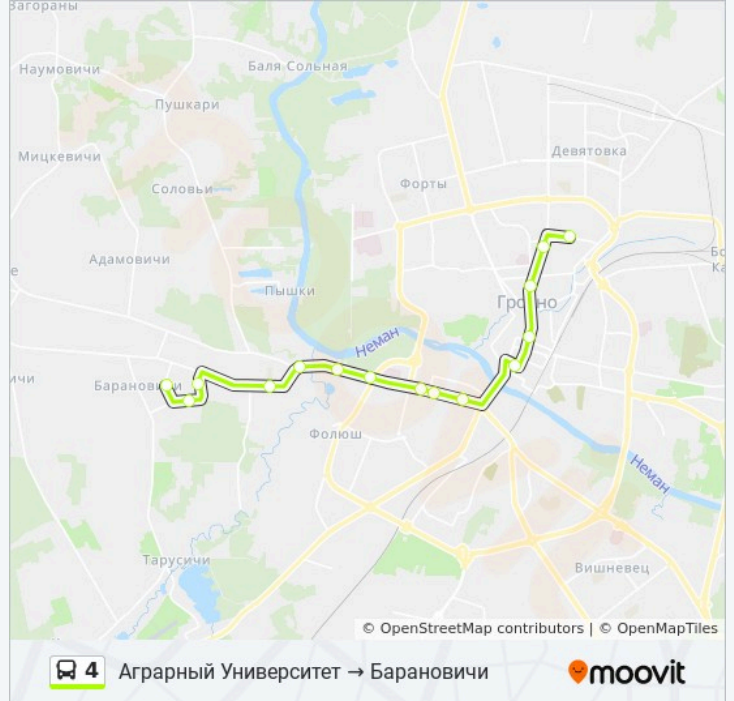 Загораны
Наумовичи
Баля Сольная
Пушкари
Мицкевичи
Девятовка
Форты
Соловьи
Адамовичи
Пышки
Гродно
Неман
Барановичи
Фолюш
Неман
Тарусичи
Вишневец
© OpenStreetMap contributors | © OpenMapTiles
4 Аграрный Университет → Барановичи
moovit